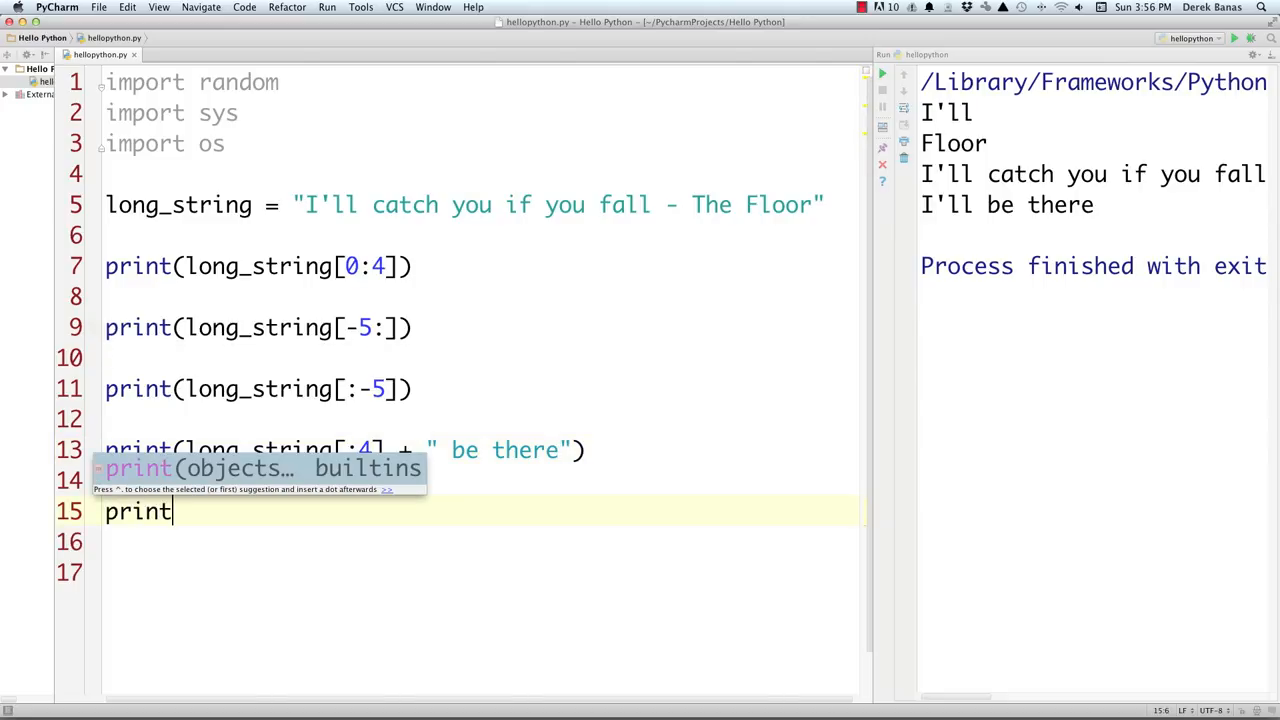 PyCharm File Edit View Navigate Code Refactor Run Tools VCS Window Help 10 Sun 3:56 PM Derek Banas
hellopython.py - Hello Python - [~/PycharmProjects/Hello Python]
Hello Python hellopython.py hellopython
hellopython.py
Run hellopython
Hello P
hello
Externa
1 import random
2 import sys
3 import os
4
5 long_string = "I'll catch you if you fall - The Floor"
6
7 print(long_string[0:4])
8
9 print(long_string[-5:])
10
11 print(long_string[:-5])
12
13 print(long_string[:4] + " be there")
14
print(objects… builtins
Press ^. to choose the selected (or first) suggestion and insert a dot afterwards >>
15 print
16
17
/Library/Frameworks/Python
I'll
Floor
I'll catch you if you fall
I'll be there
Process finished with exit
15:6 LF UTF-8